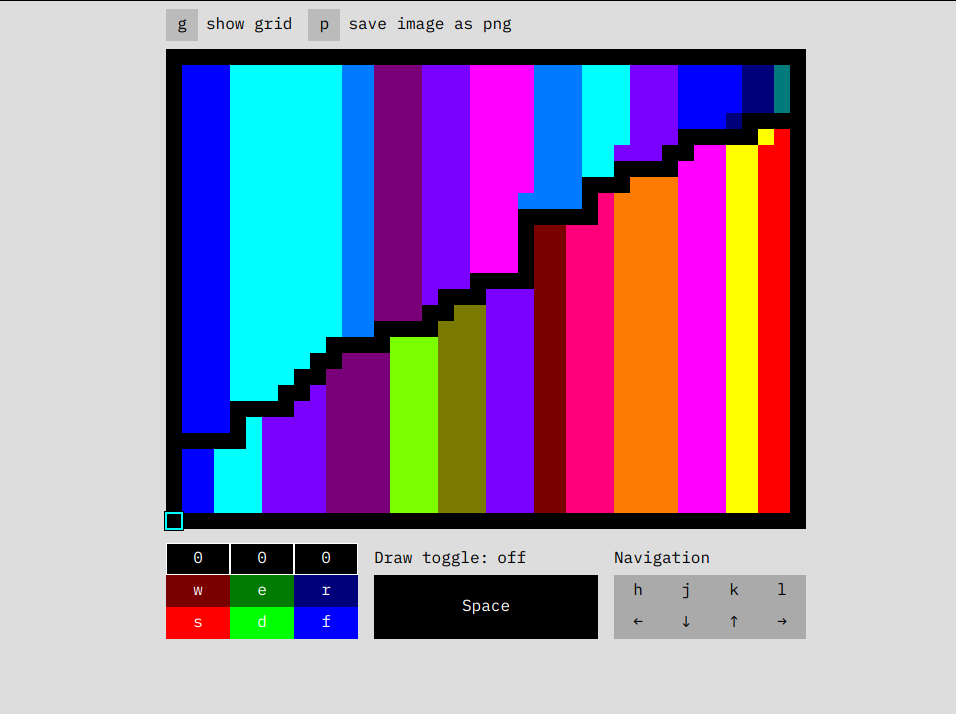 g show grid p save image as png
0 0 0 Draw toggle: off Navigation
w e r Space h j k l
s d f ← ↓ ↑ →